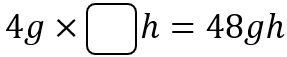 4g × □h = 48gh